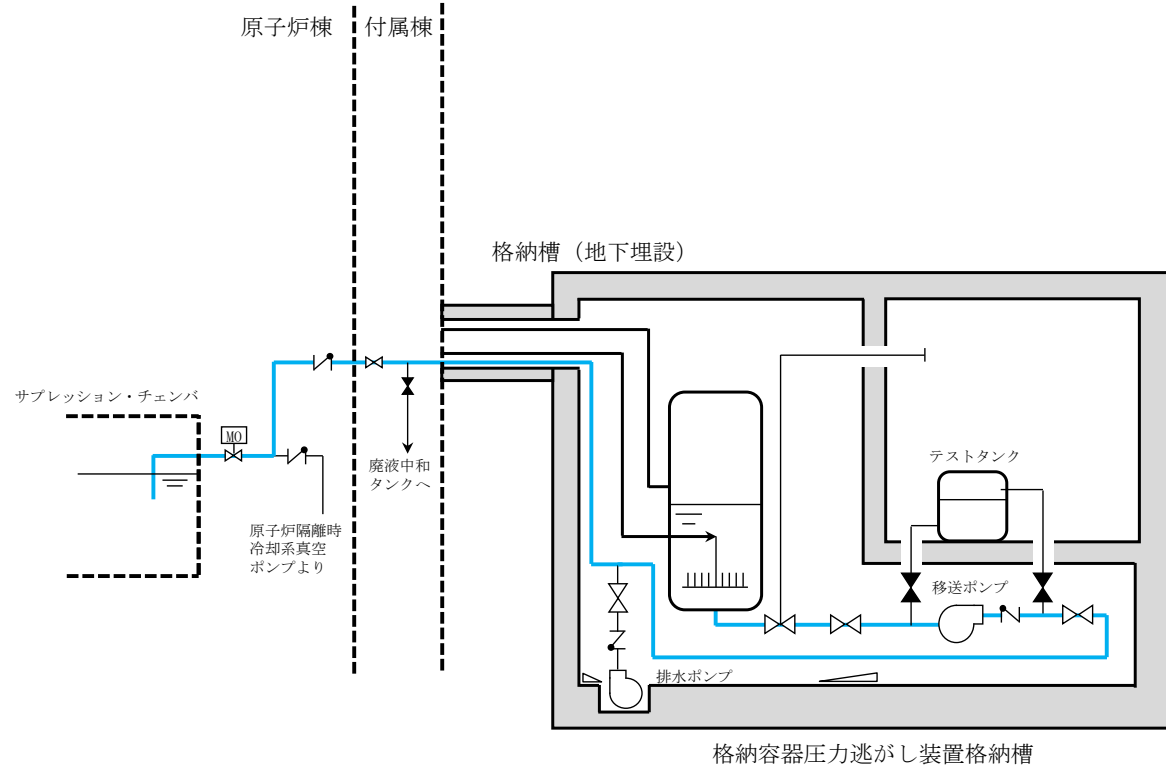 原子炉棟
付属棟
格納槽（地下埋設）
サプレッション・チェンバ
MO
廃液中和
タンクへ
テストタンク
原子炉隔離時
冷却系真空
ポンプより
移送ポンプ
排水ポンプ
格納容器圧力逃がし装置格納槽